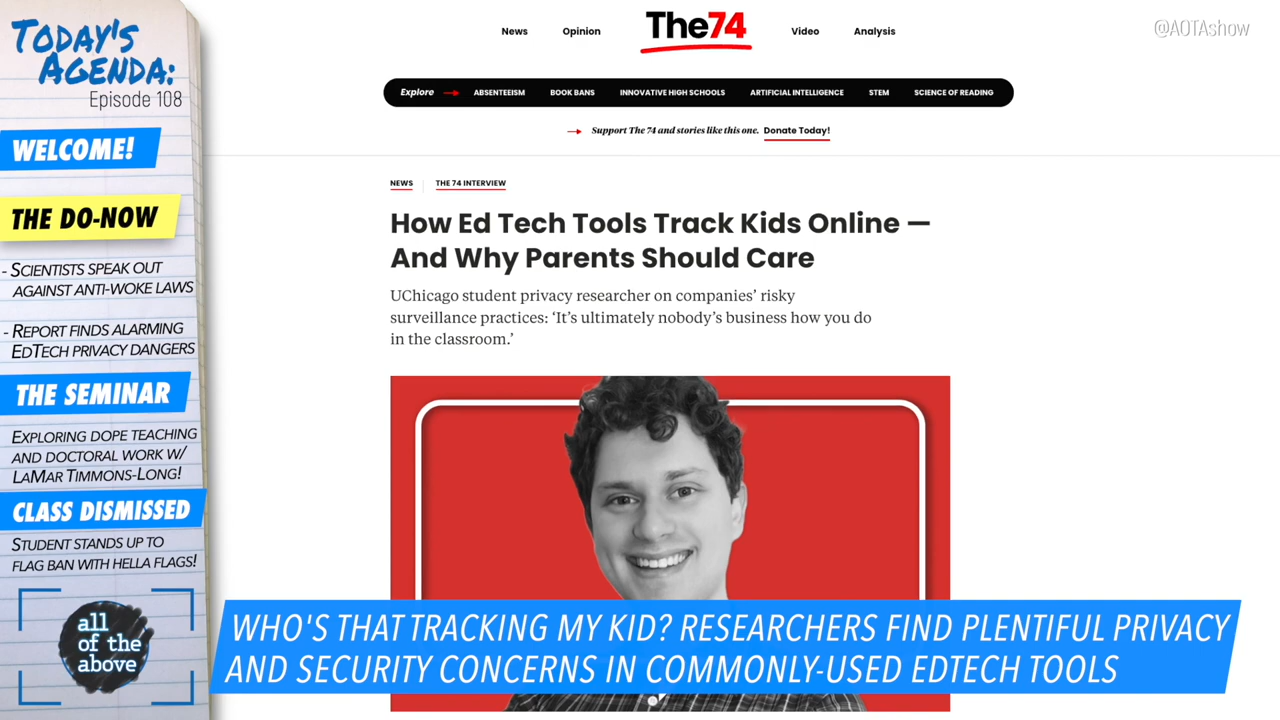 TODAY'S
AGENDA:
Episode 108
WELCOME!
THE DO-NOW
- SCIENTISTS SPEAK OUT
AGAINST ANTI-WOKE LAWS
- REPORT FINDS ALARMING
EDTECH PRIVACY DANGERS
THE SEMINAR
EXPLORING DOPE TEACHING
AND DOCTORAL WORK W/
LAMAR TIMMONS-LONG!
CLASS DISMISSED
STUDENT STANDS UP TO
FLAG BAN WITH HELLA FLAGS!
all
of the
above
@AOTAshow
News Opinion The74 Video Analysis
Explore ABSENTEEISM BOOK BANS INNOVATIVE HIGH SCHOOLS ARTIFICIAL INTELLIGENCE STEM SCIENCE OF READING
Support The 74 and stories like this one. Donate Today!
NEWS THE 74 INTERVIEW
How Ed Tech Tools Track Kids Online —
And Why Parents Should Care
UChicago student privacy researcher on companies' risky
surveillance practices: 'It's ultimately nobody's business how you do
in the classroom.'
WHO'S THAT TRACKING MY KID? RESEARCHERS FIND PLENTIFUL PRIVACY
AND SECURITY CONCERNS IN COMMONLY-USED EDTECH TOOLS